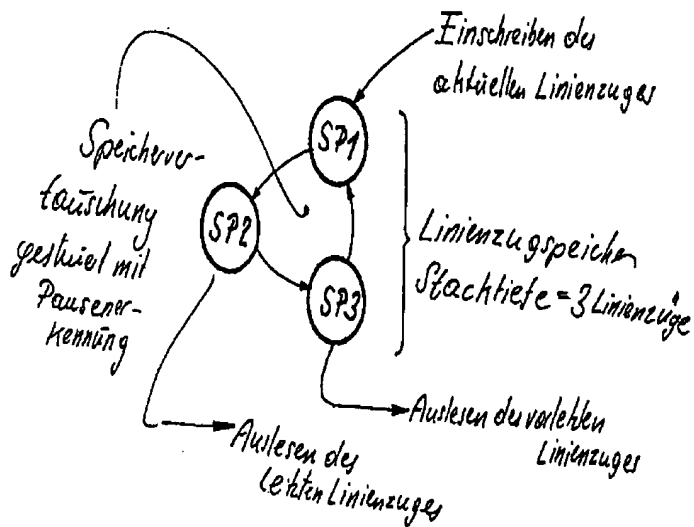 Einschreiben des
aktuellen Linienzuges
SP1
Speicherver-
tauschung
gesteuert mit
Pausener-
kennung
SP2
SP3
Linienzugspeicher
Stacktiefe = 3 Linienzüge
Auslesen des vorletzten
Linienzuges
Auslesen des
letzten Linienzuges